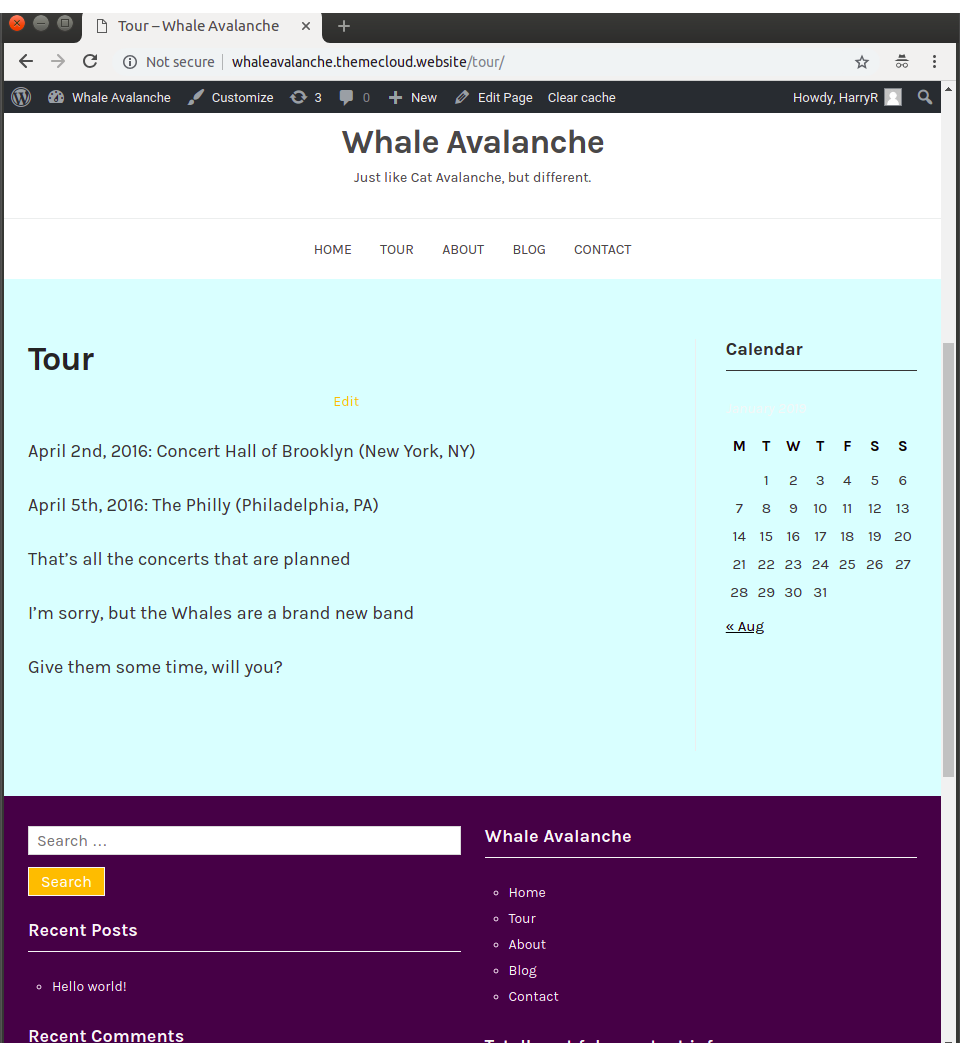 Tour – Whale Avalanche
Not secure whaleavalanche.themecloud.website/tour/
Whale Avalanche Customize 3 0 New Edit Page Clear cache Howdy, HarryR
Whale Avalanche
Just like Cat Avalanche, but different.
HOME TOUR ABOUT BLOG CONTACT
Tour
Edit
April 2nd, 2016: Concert Hall of Brooklyn (New York, NY)
April 5th, 2016: The Philly (Philadelphia, PA)
That's all the concerts that are planned
I'm sorry, but the Whales are a brand new band
Give them some time, will you?
Calendar
M T W T F S S
1 2 3 4 5 6
7 8 9 10 11 12 13
14 15 16 17 18 19 20
21 22 23 24 25 26 27
28 29 30 31
« Aug
Search …
Search
Recent Posts
Hello world!
Recent Comments
Whale Avalanche
Home
Tour
About
Blog
Contact